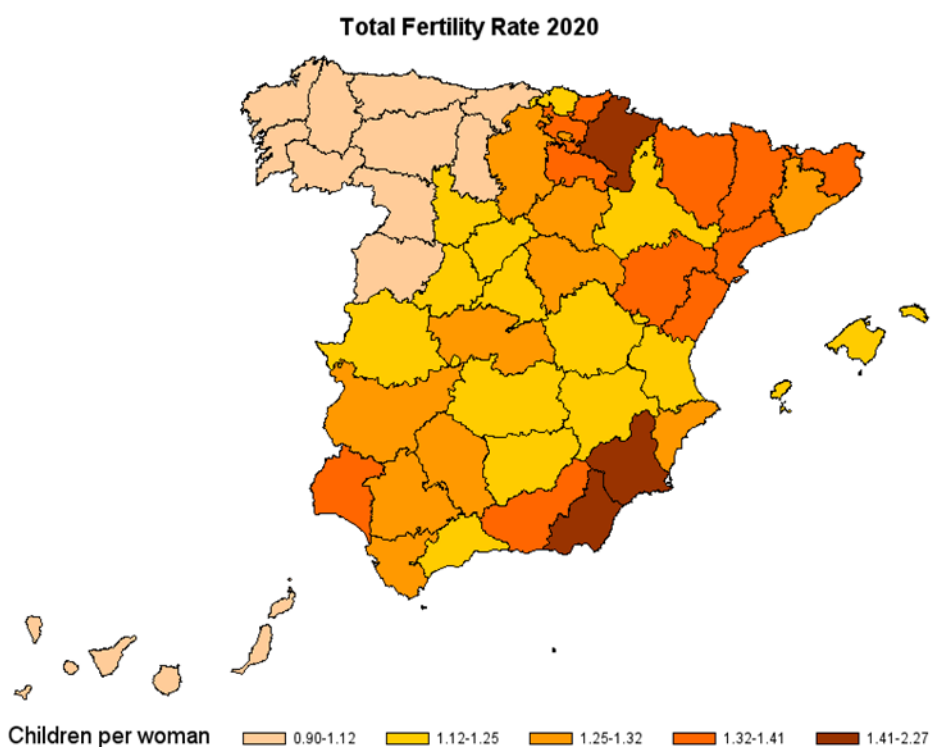 Total Fertility Rate 2020
Children per woman 0.90-1.12 1.12-1.25 1.25-1.32 1.32-1.41 1.41-2.27